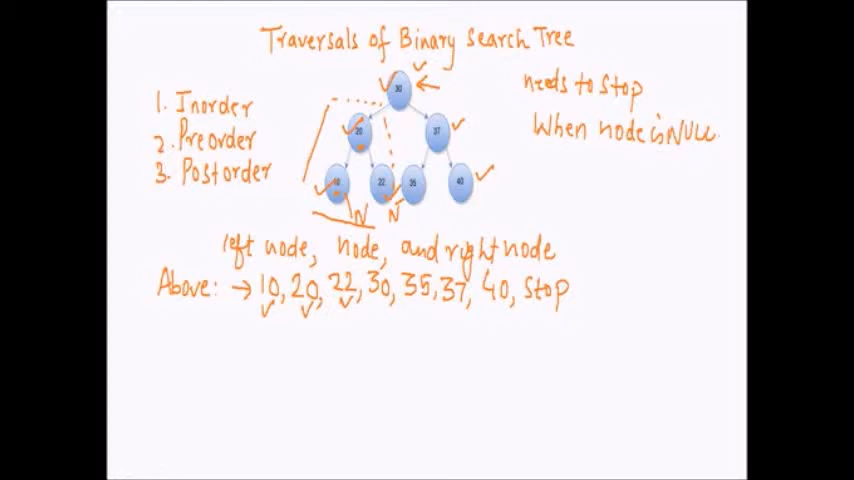 Traversals of Binary Search Tree
1. Inorder
2. Preorder
3. Postorder
needs to stop
When node is NULL
30
20
37
10
22
35
40
N
N
left node, node, and right node
Above: → 10, 20, 22, 30, 35, 37, 40, Stop